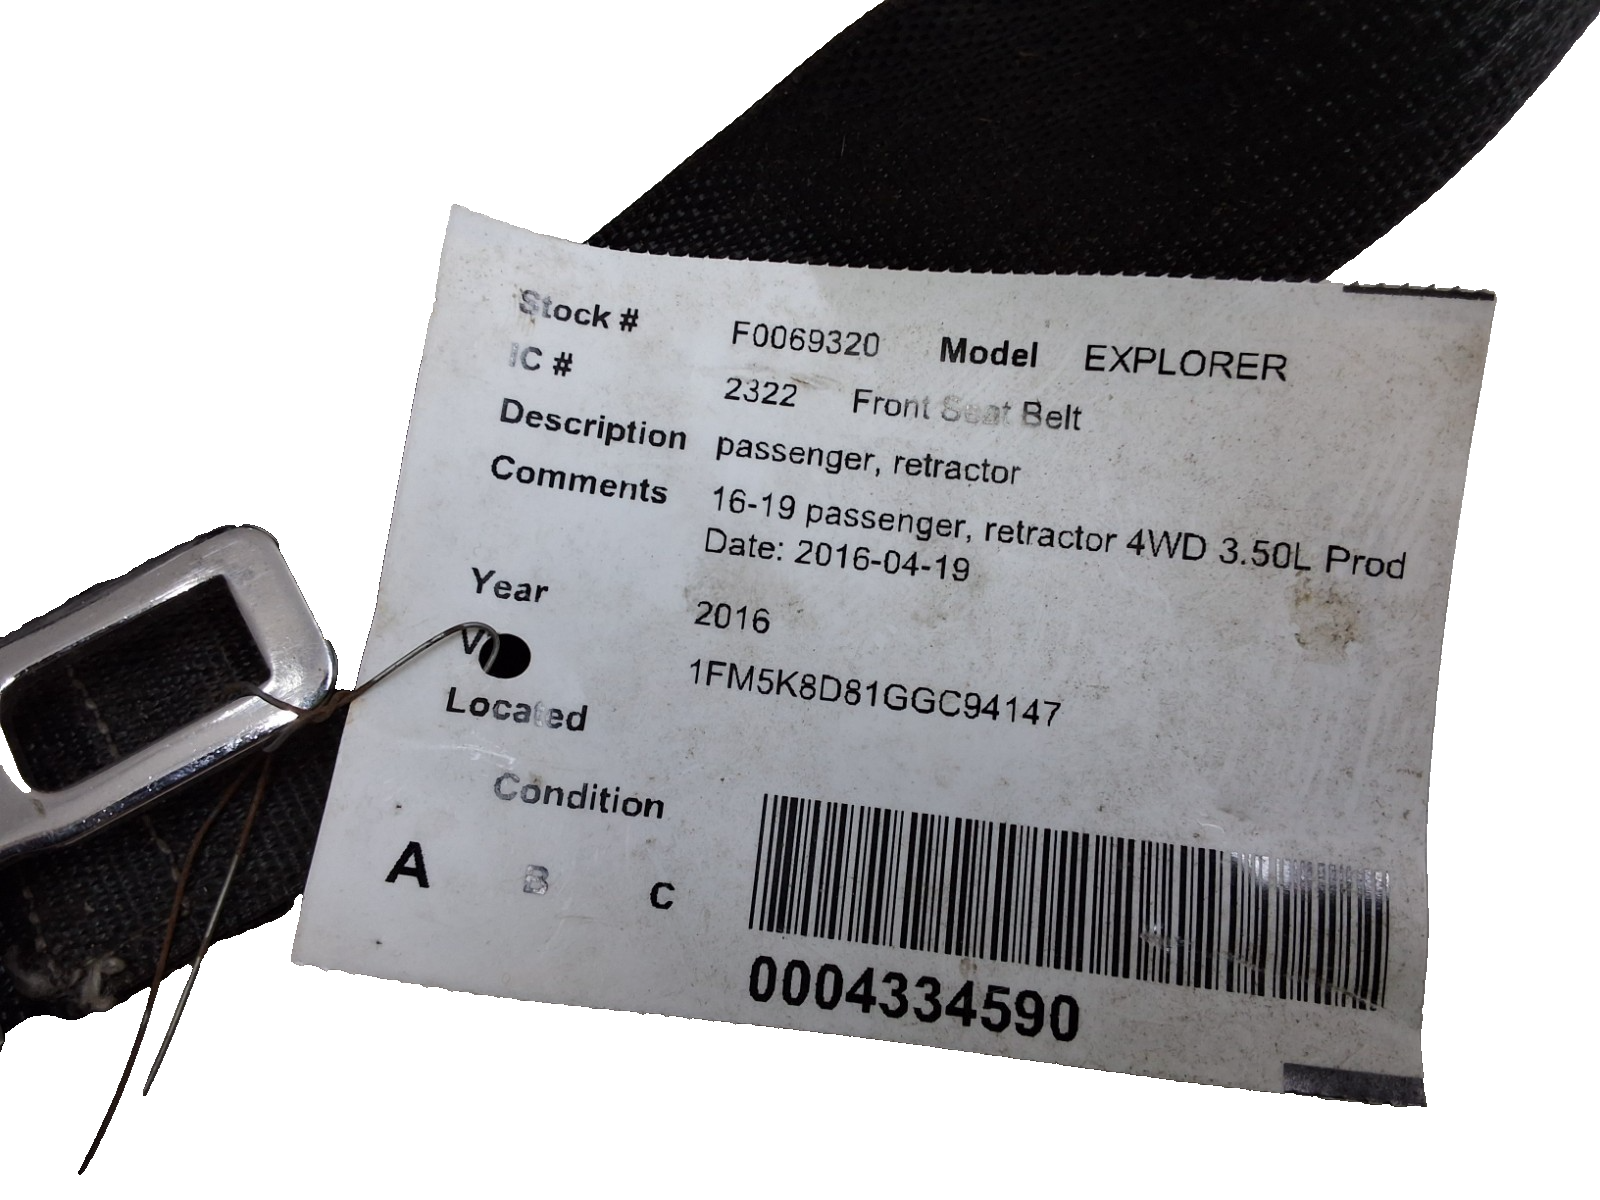 Stock # F0069320 Model EXPLORER
IC # 2322 Front Seat Belt
Description passenger, retractor
Comments 16-19 passenger, retractor 4WD 3.50L Prod
Date: 2016-04-19
Year 2016
V 1FM5K8D81GGC94147
Located
Condition
A B C
0004334590